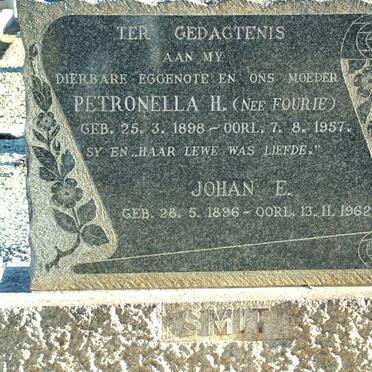 TER GEDAGTENIS
AAN MY
DIERBARE EGGENOTE EN ONS MOEDER
PETRONELLA H. (NEE FOURIE)
GEB. 25. 3. 1898 - OORL. 7. 8. 1957.
SY EN „HAAR LEWE WAS LIEFDE."
JOHAN E.
GEB. 28. 5. 1896 - OORL. 13. 11. 1962
SMIT